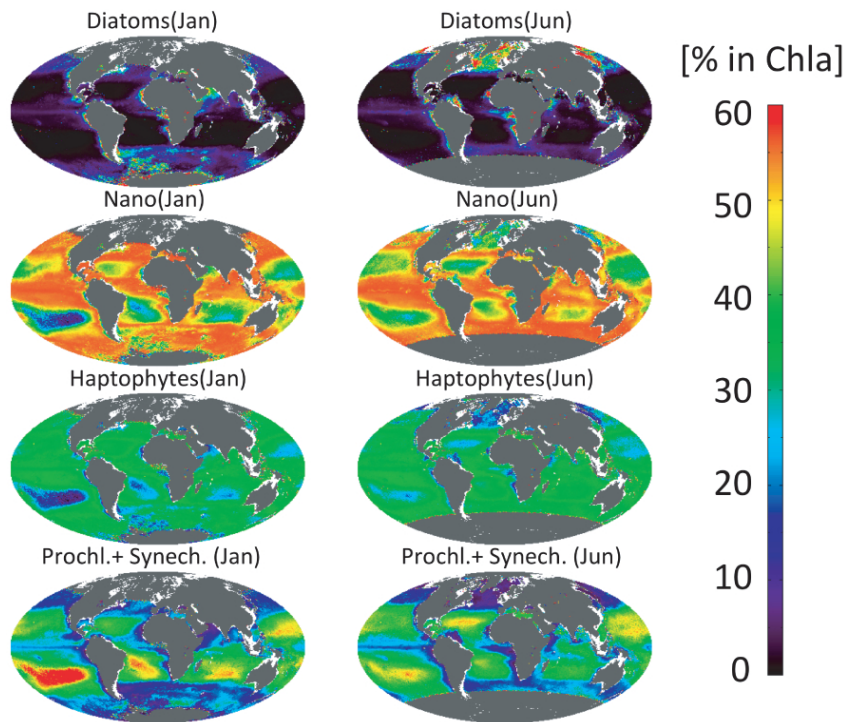 Diatoms(Jan)
Diatoms(Jun)
[% in Chla]
60
50
40
30
20
10
0
Nano(Jan)
Nano(Jun)
Haptophytes(Jan)
Haptophytes(Jun)
Prochl.+ Synech. (Jan)
Prochl.+ Synech. (Jun)